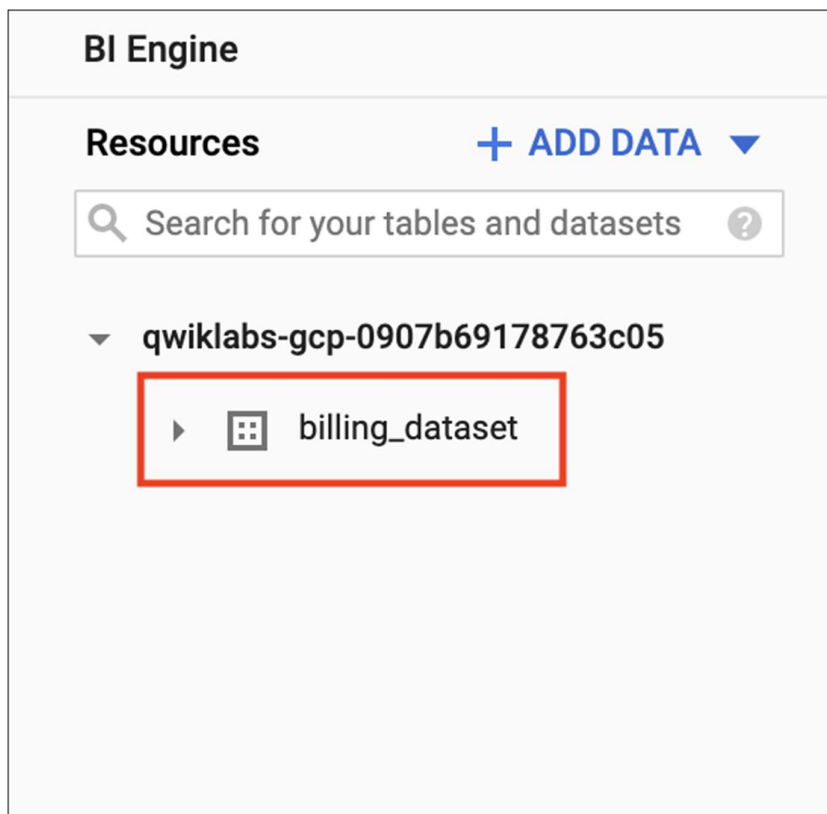 BI Engine
Resources + ADD DATA
Search for your tables and datasets ?
qwiklabs-gcp-0907b69178763c05
billing_dataset